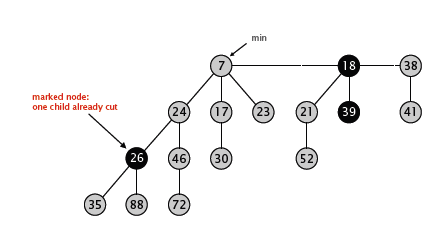 min
7 18 38
marked node:
one child already cut
24 17 23 21 39 41
26 46 30 52
35 88 72